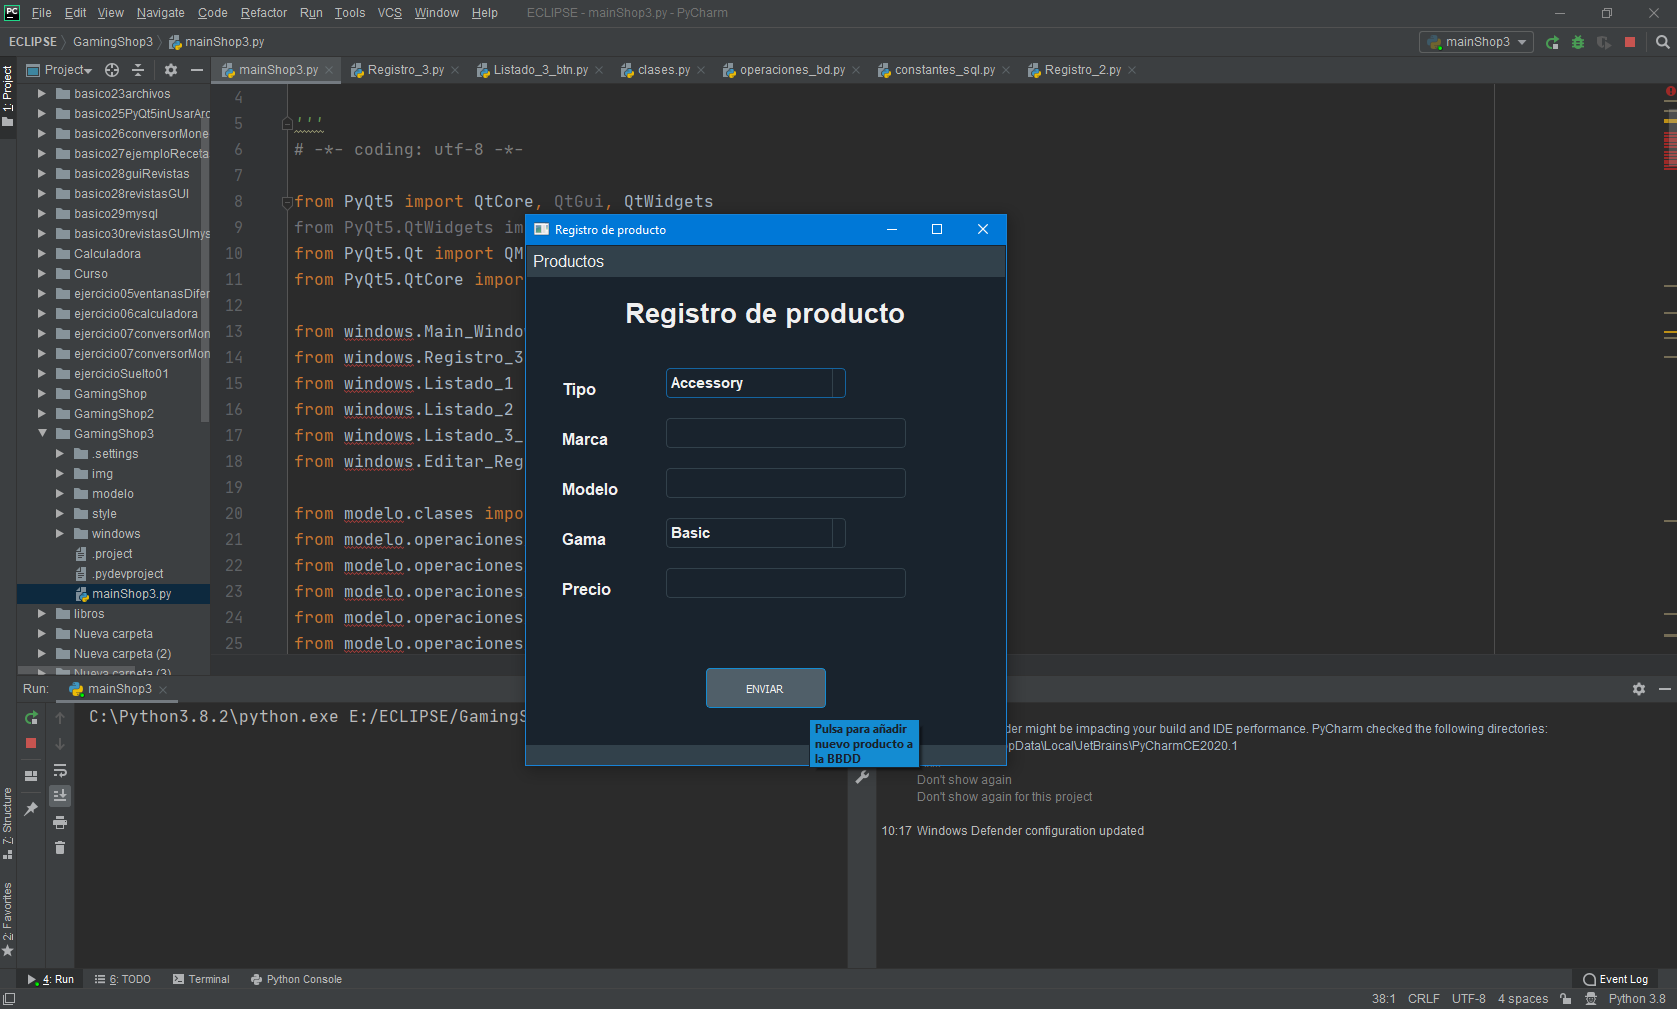 PC File Edit View Navigate Code Refactor Run Tools VCS Window Help ECLIPSE - mainShop3.py - PyCharm
ECLIPSE GamingShop3 mainShop3.py mainShop3
1: Project
Project mainShop3.py Registro_3.py Listado_3_btn.py clases.py operaciones_bd.py constantes_sql.py Registro_2.py
basico23archivos
basico25PyQt5inUsarArc
basico26conversorMone
basico27ejemploReceta
basico28guiRevistas
basico28revistasGUI
basico29mysql
basico30revistasGUImys
Calculadora
Curso
ejercicio05ventanasDifer
ejercicio06calculadora
ejercicio07conversorMon
ejercicio07conversorMon
ejercicioSuelto01
GamingShop
GamingShop2
GamingShop3
.settings
img
modelo
style
windows
.project
.pydevproject
mainShop3.py
libros
Nueva carpeta
Nueva carpeta (2)
Nueva carpeta (3)
4
5 '''
6 # -*- coding: utf-8 -*-
7
8 from PyQt5 import QtCore, QtGui, QtWidgets
9 from PyQt5.QtWidgets im
10 from PyQt5.Qt import QM
11 from PyQt5.QtCore impor
12
13 from windows.Main_Windo
14 from windows.Registro_3
15 from windows.Listado_1
16 from windows.Listado_2
17 from windows.Listado_3_
18 from windows.Editar_Reg
19
20 from modelo.clases impo
21 from modelo.operaciones
22 from modelo.operaciones
23 from modelo.operaciones
24 from modelo.operaciones
25 from modelo.operaciones
Registro de producto
Productos
Registro de producto
Tipo Accessory
Marca
Modelo
Gama Basic
Precio
ENVIAR
Pulsa para añadir
nuevo producto a
la BBDD
Run: mainShop3
C:\Python3.8.2\python.exe E:/ECLIPSE/GamingS
der might be impacting your build and IDE performance. PyCharm checked the following directories:
pData\Local\JetBrains\PyCharmCE2020.1
Don't show again
Don't show again for this project
10:17 Windows Defender configuration updated
7: Structure
2: Favorites
4: Run 6: TODO Terminal Python Console Event Log
38:1 CRLF UTF-8 4 spaces Python 3.8